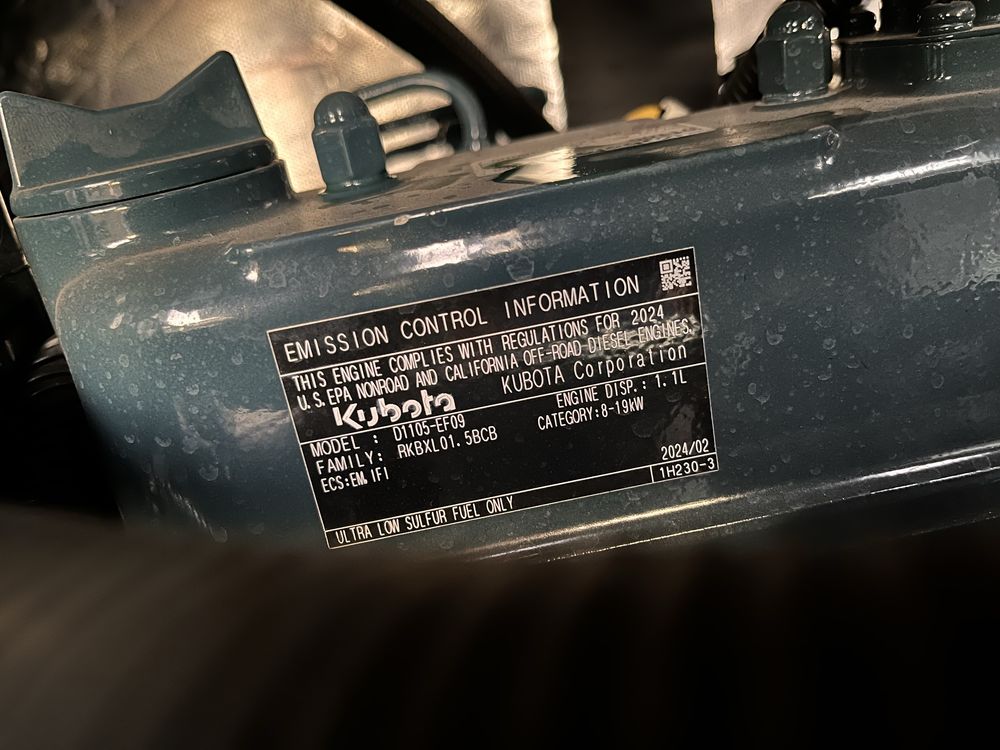 EMISSION CONTROL INFORMATION
THIS ENGINE COMPLIES WITH REGULATIONS FOR 2024
U.S. EPA NONROAD AND CALIFORNIA OFF-ROAD DIESEL ENGINES.
Kubota KUBOTA Corporation
MODEL : D1105-EF09 ENGINE DISP.: 1.1L
FAMILY: RKBXL01.5BCB CATEGORY:8-19kW
ECS:EM, IFI
2024/02
ULTRA LOW SULFUR FUEL ONLY 1H230-3